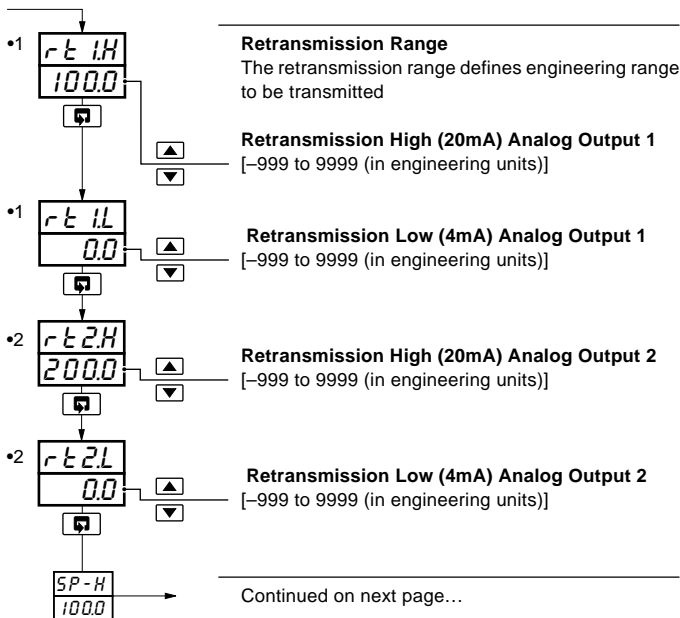 •1
rt 1.H
100.0
Retransmission Range
The retransmission range defines engineering range
to be transmitted
Retransmission High (20mA) Analog Output 1
[–999 to 9999 (in engineering units)]
•1
rt 1.L
0.0
Retransmission Low (4mA) Analog Output 1
[–999 to 9999 (in engineering units)]
•2
rt 2.H
200.0
Retransmission High (20mA) Analog Output 2
[–999 to 9999 (in engineering units)]
•2
rt 2.L
0.0
Retransmission Low (4mA) Analog Output 2
[–999 to 9999 (in engineering units)]
SP-H
100.0
Continued on next page…